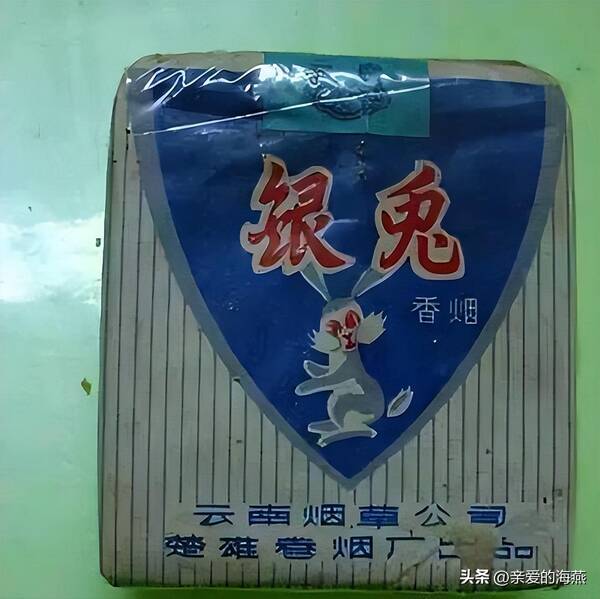 银兔
香烟
云南烟草公司
楚雄卷烟厂出品
头条 @亲爱的海燕